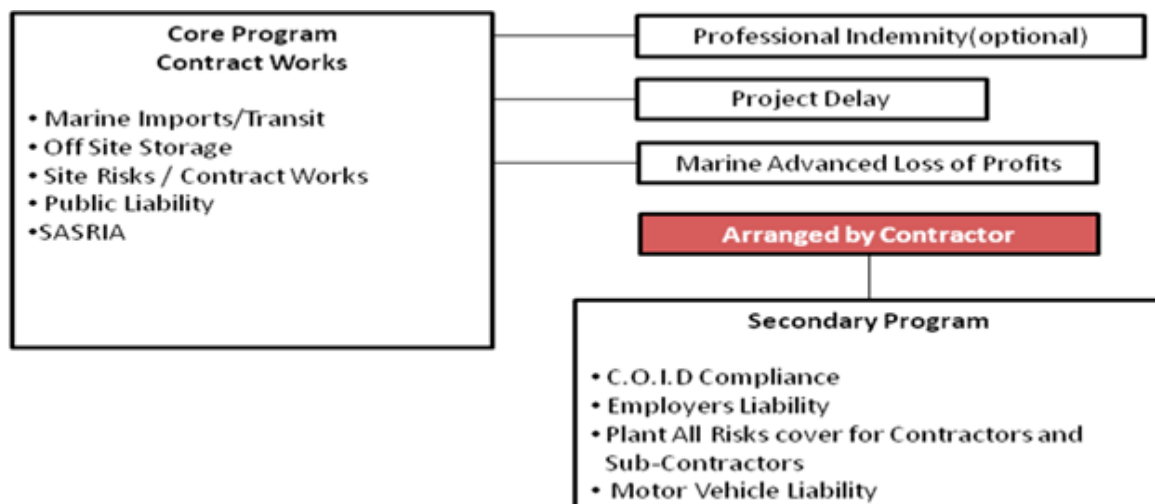 Core Program
Contract Works
• Marine Imports/Transit
• Off Site Storage
• Site Risks / Contract Works
• Public Liability
•SASRIA
Professional Indemnity(optional)
Project Delay
Marine Advanced Loss of Profits
Arranged by Contractor
Secondary Program
• C.O.I.D Compliance
• Employers Liability
• Plant All Risks cover for Contractors and
Sub-Contractors
• Motor Vehicle Liability